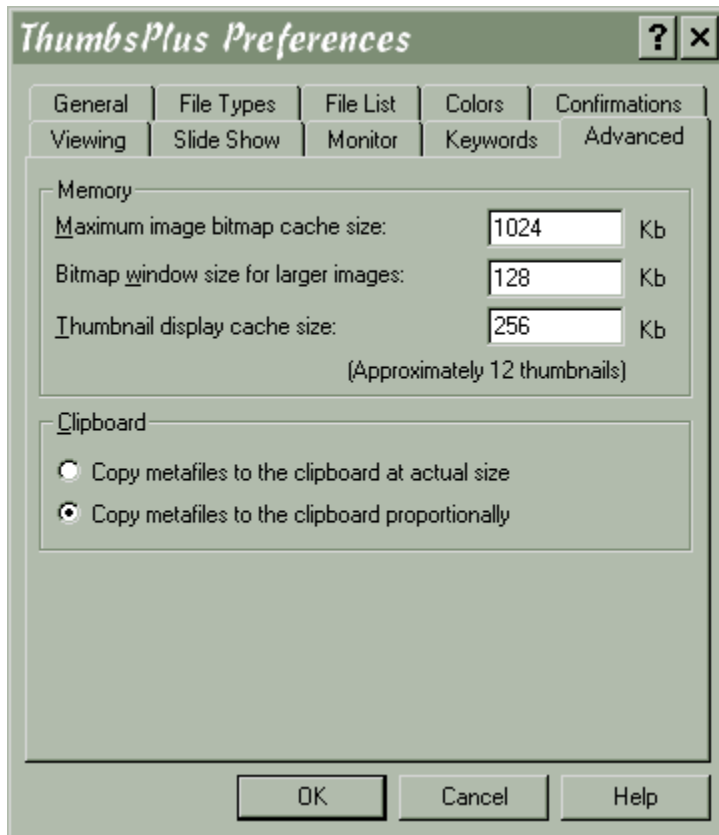 ThumbsPlus Preferences ? ×
General File Types File List Colors Confirmations
Viewing Slide Show Monitor Keywords Advanced
Memory
Maximum image bitmap cache size: 1024 Kb
Bitmap window size for larger images: 128 Kb
Thumbnail display cache size: 256 Kb
(Approximately 12 thumbnails)
Clipboard
Copy metafiles to the clipboard at actual size
Copy metafiles to the clipboard proportionally
OK Cancel Help